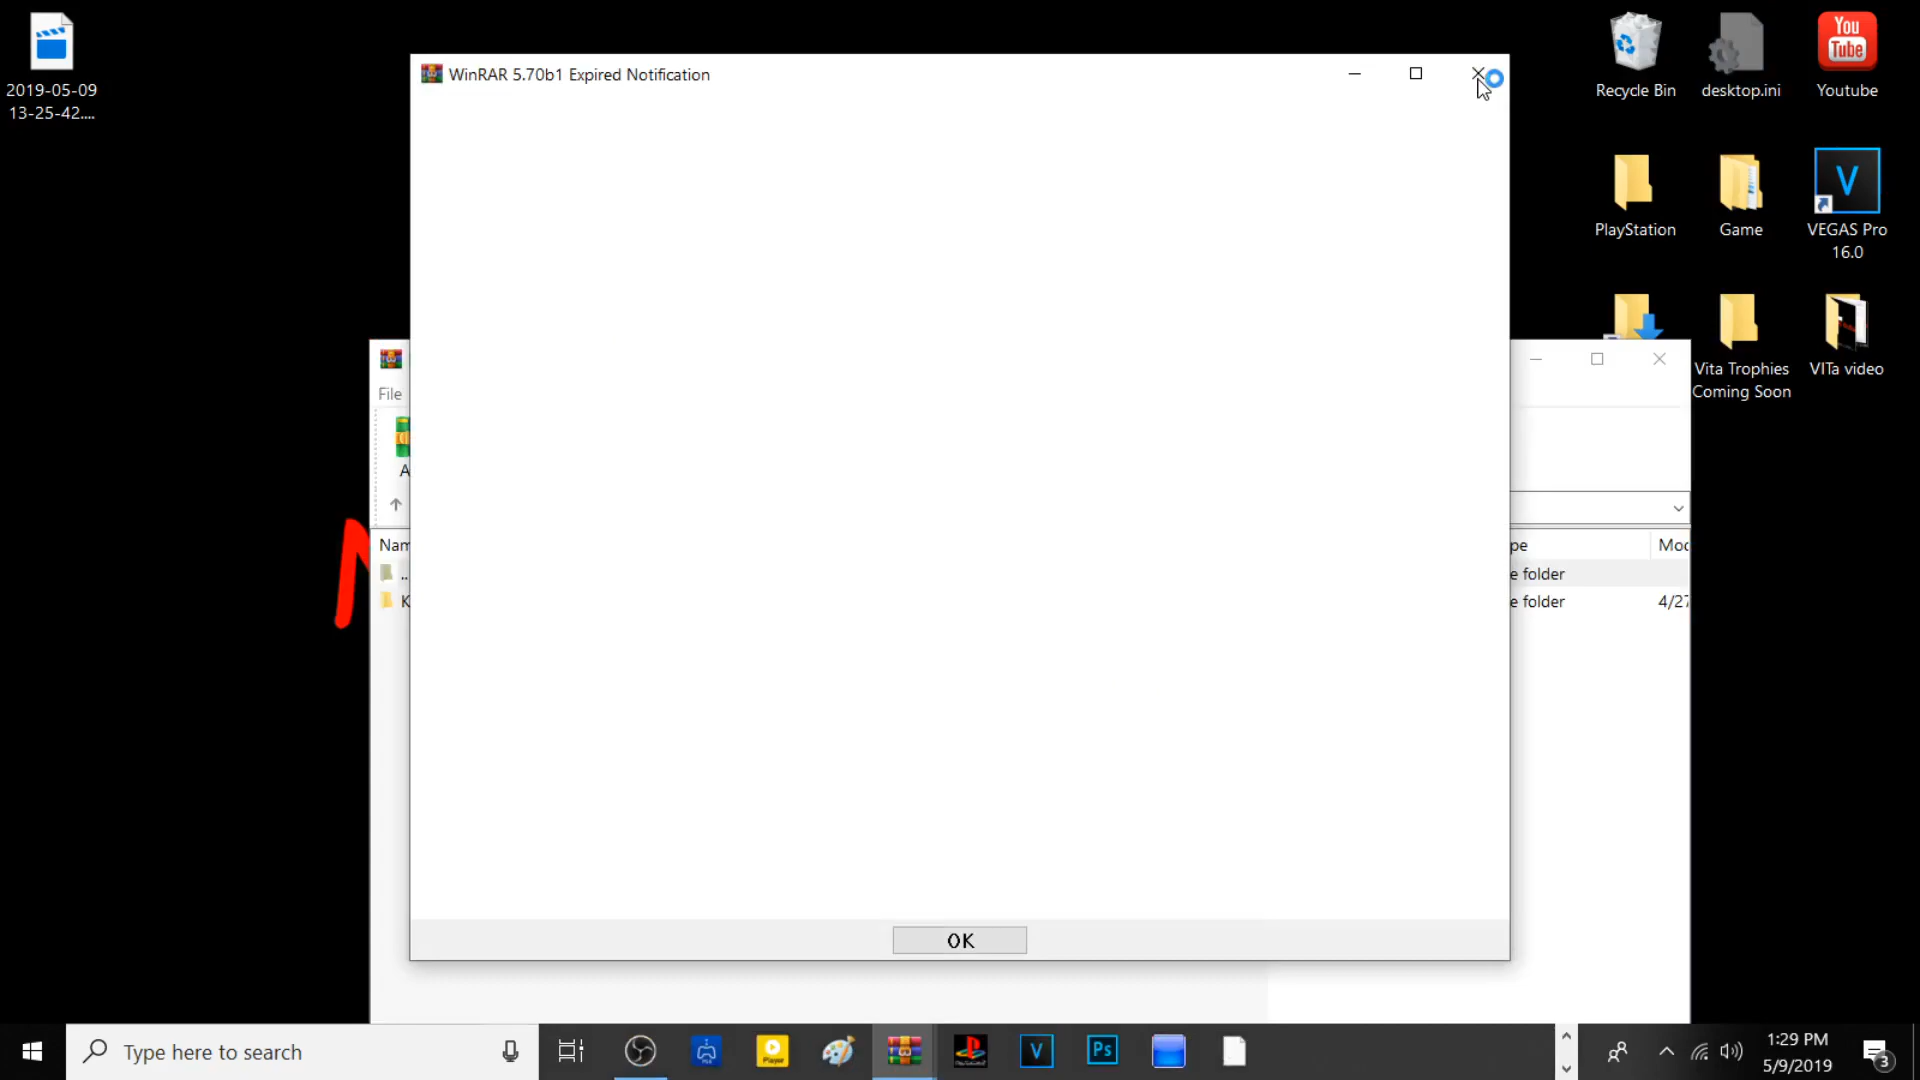 2019-05-09
13-25-42....
WinRAR 5.70b1 Expired Notification
Recycle Bin
desktop.ini
You
Tube
Youtube
PlayStation
Game
V
VEGAS Pro
16.0
Vita Trophies
Coming Soon
VITa video
File
A
Nam
pe
Mod
..
e folder
K
e folder
4/27
OK
Type here to search
Player
V
Ps
1:29 PM
5/9/2019
3